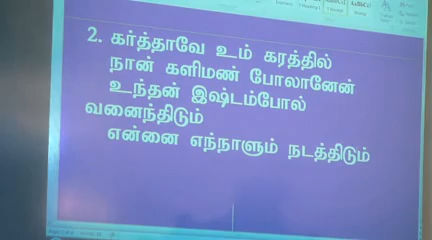 2. கர்த்தாவே உம் கரத்தில்
நான் களிமண் போலானேன்
உந்தன் இஷ்டம்போல்
வனைந்திடும்
என்னை எந்நாளும் நடத்திடும்